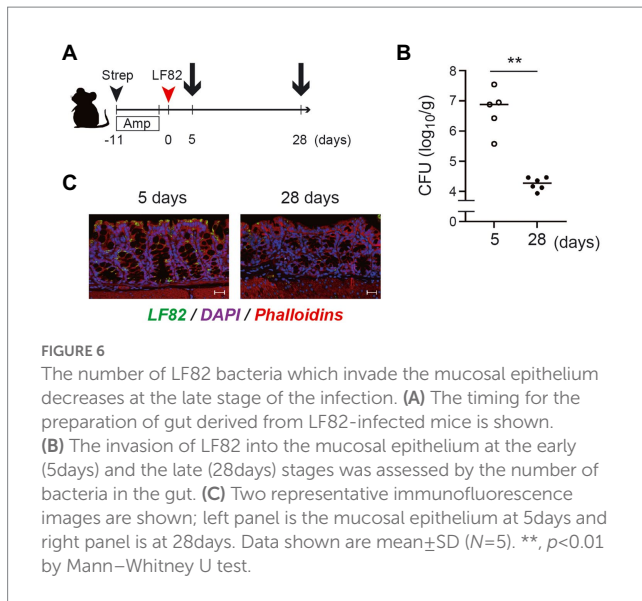 A
Strep
LF82
Amp
-11
0
5
28
(days)
B
**
CFU (log10/g)
8
7
6
5
4
0
5
28
(days)
C
5 days
28 days
LF82 / DAPI / Phalloidins
FIGURE 6
The number of LF82 bacteria which invade the mucosal epithelium
decreases at the late stage of the infection. (A) The timing for the
preparation of gut derived from LF82-infected mice is shown.
(B) The invasion of LF82 into the mucosal epithelium at the early
(5days) and the late (28days) stages was assessed by the number of
bacteria in the gut. (C) Two representative immunofluorescence
images are shown; left panel is the mucosal epithelium at 5days and
right panel is at 28days. Data shown are mean±SD (N=5). **, p<0.01
by Mann–Whitney U test.